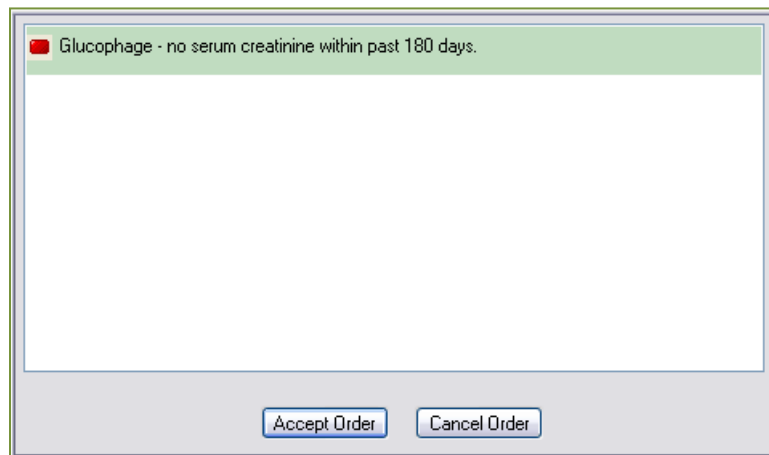 Glucophage - no serum creatinine within past 180 days.
Accept Order
Cancel Order